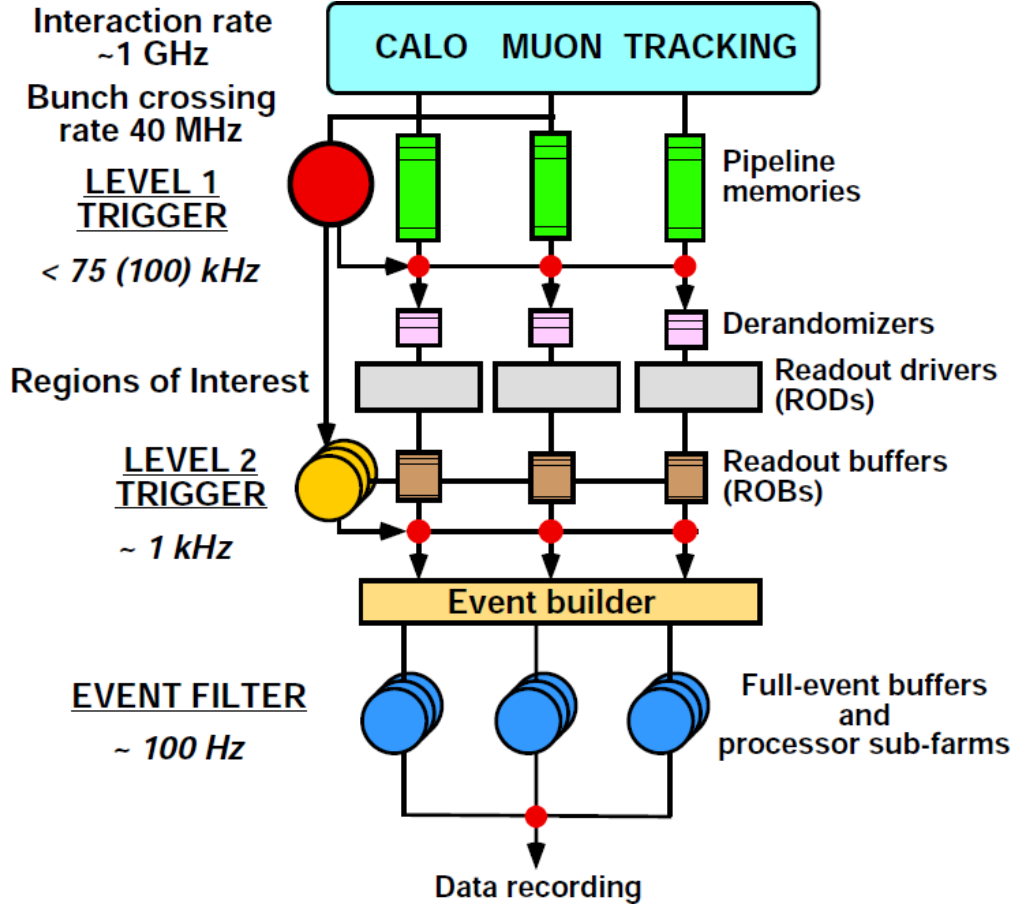 Interaction rate
~1 GHz
CALO MUON TRACKING
Bunch crossing
rate 40 MHz
LEVEL 1
TRIGGER
< 75 (100) kHz
Pipeline
memories
Derandomizers
Regions of Interest
Readout drivers
(RODs)
LEVEL 2
TRIGGER
~ 1 kHz
Readout buffers
(ROBs)
Event builder
EVENT FILTER
~ 100 Hz
Full-event buffers
and
processor sub-farms
Data recording